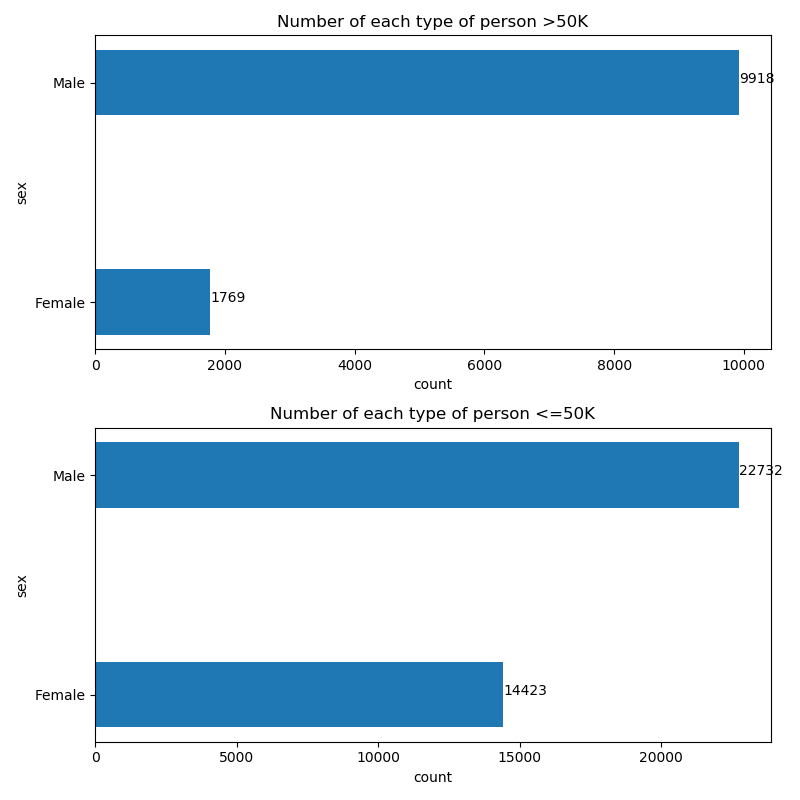 Number of each type of person >50K
Male
9918
sex
Female
1769
0 2000 4000 6000 8000 10000
count
Number of each type of person <=50K
Male
22732
sex
Female
14423
0 5000 10000 15000 20000
count